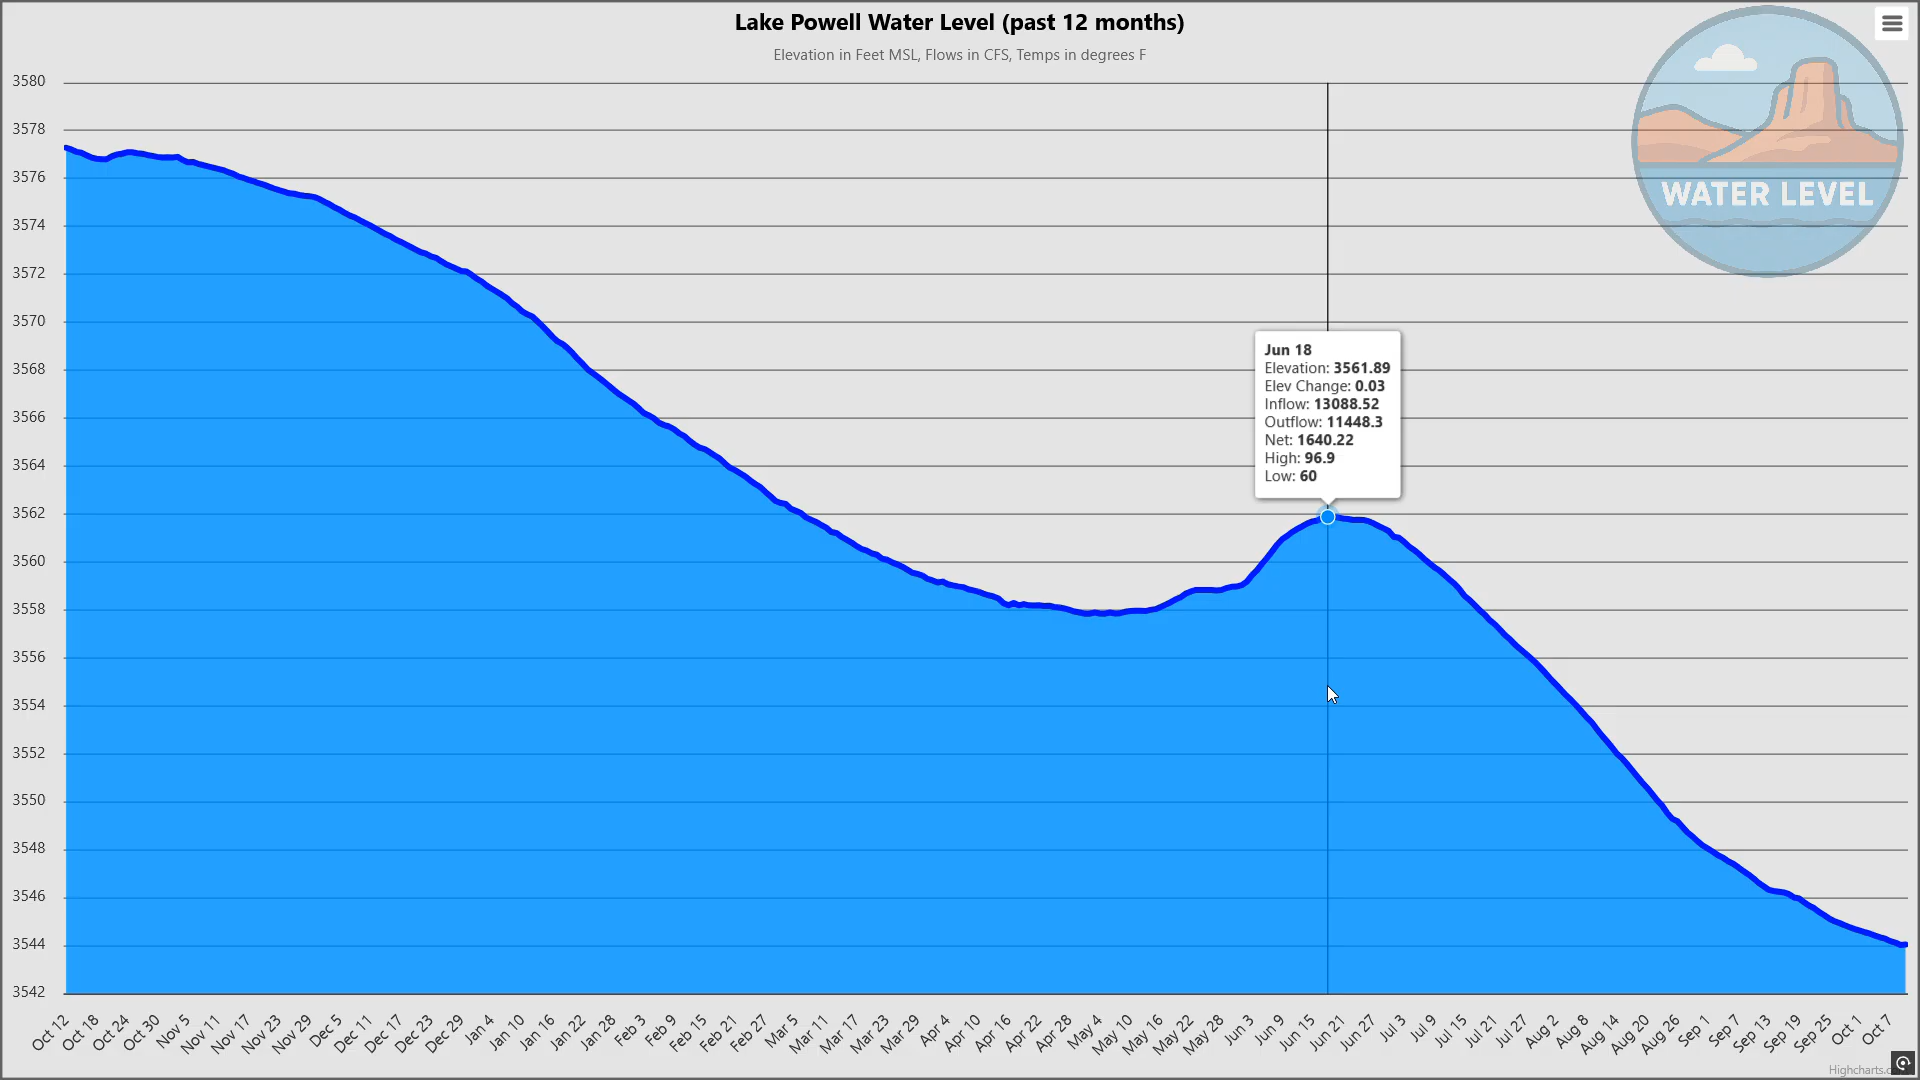 Lake Powell Water Level (past 12 months)
Elevation in Feet MSL, Flows in CFS, Temps in degrees F
WATER LEVEL
3580
3578
3576
3574
3572
3570
3568
3566
3564
3562
3560
3558
3556
3554
3552
3550
3548
3546
3544
3542
Jun 18
Elevation: 3561.89
Elev Change: 0.03
Inflow: 13088.52
Outflow: 11448.3
Net: 1640.22
High: 96.9
Low: 60
Oct 12
Oct 18
Oct 24
Oct 30
Nov 5
Nov 11
Nov 17
Nov 23
Nov 29
Dec 5
Dec 11
Dec 17
Dec 23
Dec 29
Jan 4
Jan 10
Jan 16
Jan 22
Jan 28
Feb 3
Feb 9
Feb 15
Feb 21
Feb 27
Mar 5
Mar 11
Mar 17
Mar 23
Mar 29
Apr 4
Apr 10
Apr 16
Apr 22
Apr 28
May 4
May 10
May 16
May 22
May 28
Jun 3
Jun 9
Jun 15
Jun 21
Jun 27
Jul 3
Jul 9
Jul 15
Jul 21
Jul 27
Aug 2
Aug 8
Aug 14
Aug 20
Aug 26
Sep 1
Sep 7
Sep 13
Sep 19
Sep 25
Oct 1
Oct 7